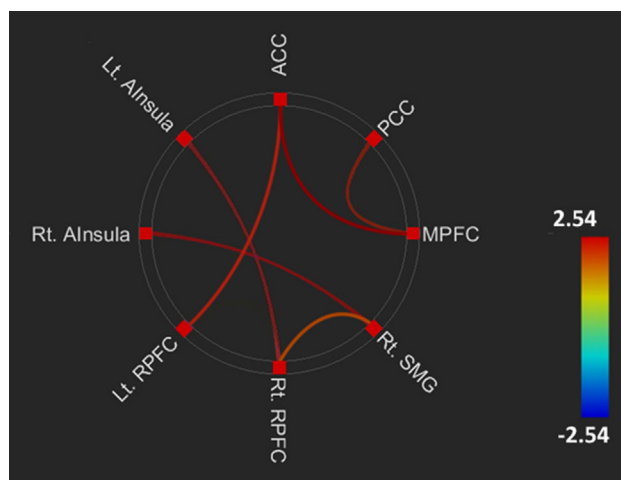 ACC
Lt. AInsula
PCC
Rt. AInsula
MPFC
Lt. RPFC
Rt. SMG
Rt. RPFC
2.54
-2.54